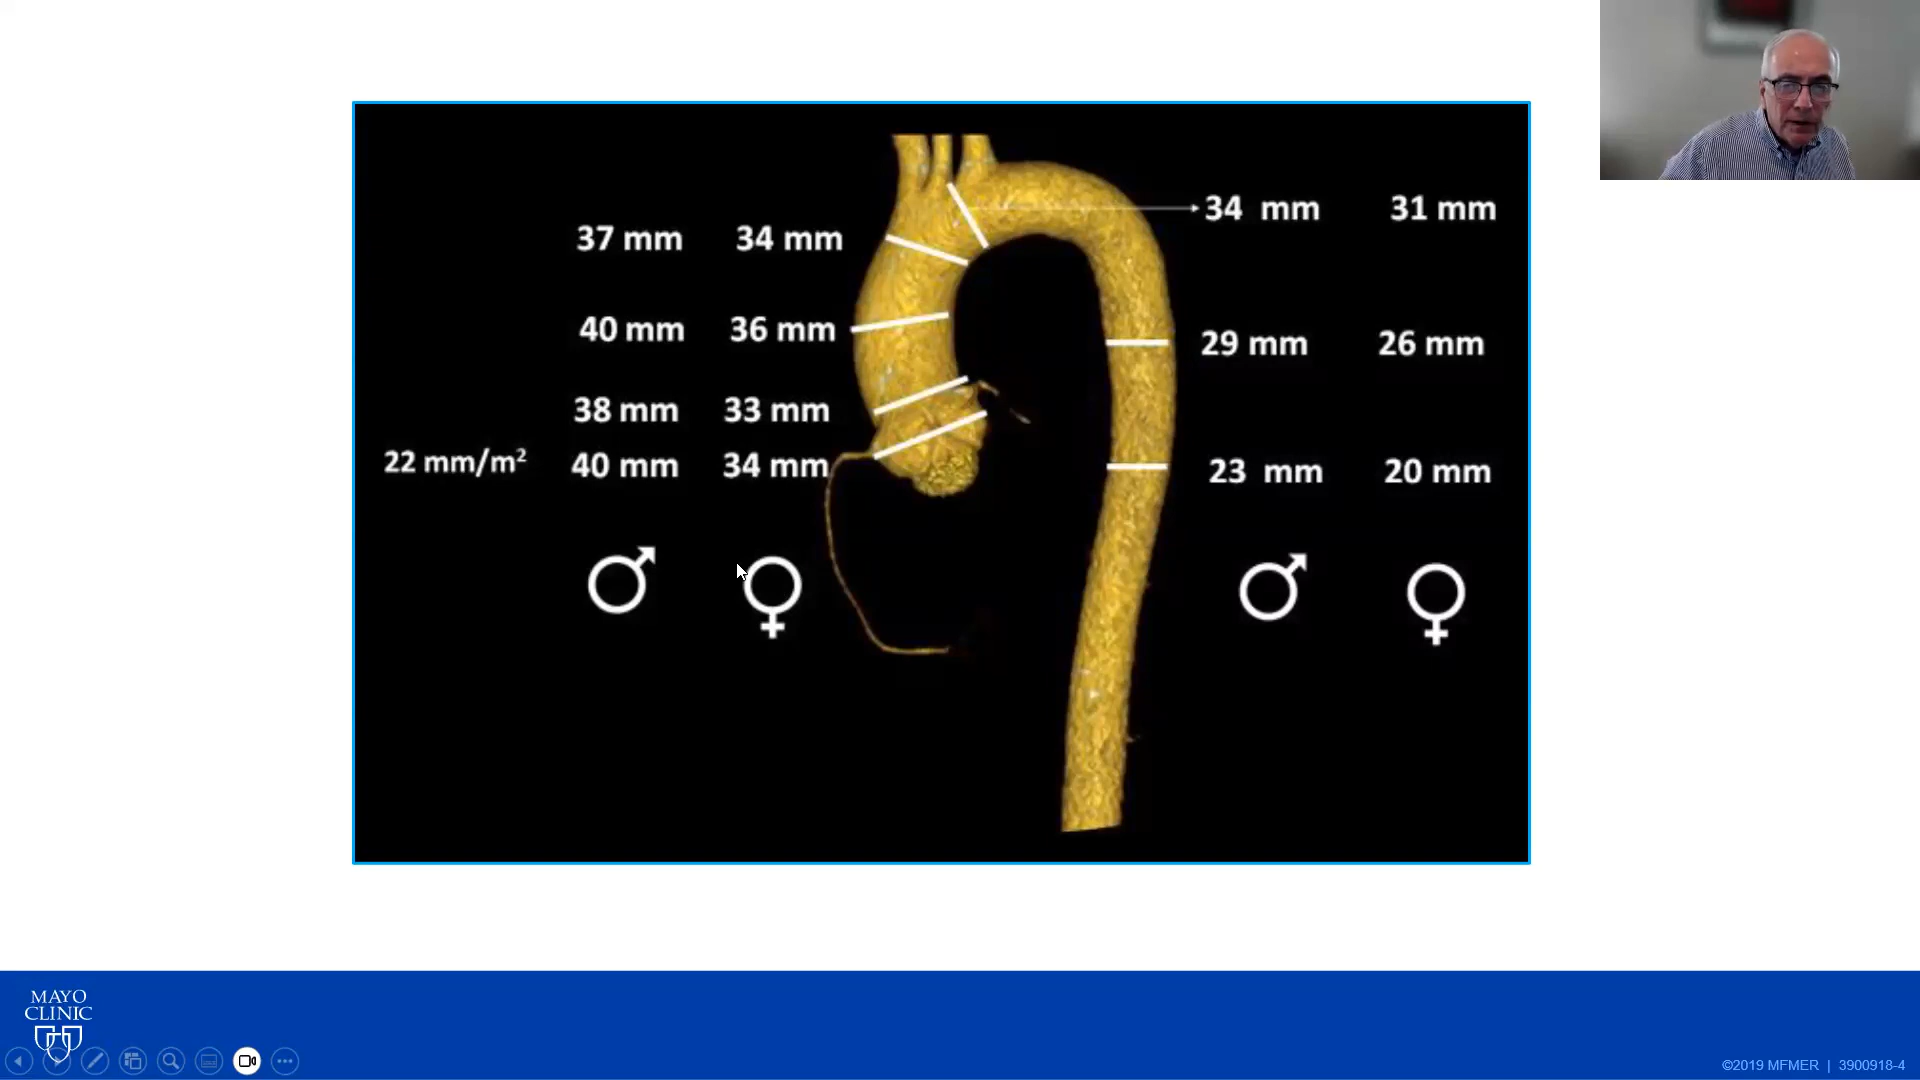 34 mm 31 mm
37 mm 34 mm
40 mm 36 mm
29 mm 26 mm
38 mm 33 mm
22 mm/m² 40 mm 34 mm
23 mm 20 mm
MAYO
CLINIC
©2019 MFMER | 3900918-4